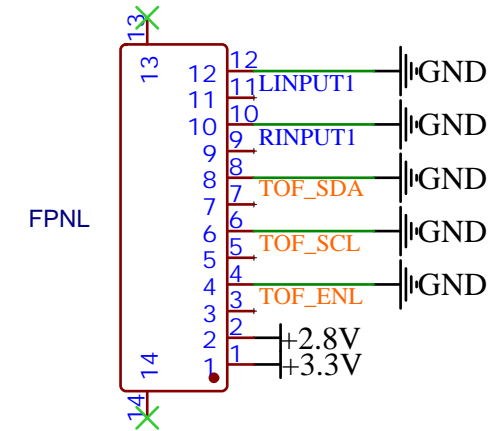 13
13
12 12 GND
11 11 LINPUT1
10 10 GND
9 9 RINPUT1
8 8 GND
7 7 TOF_SDA
FPNL
6 6 GND
5 5 TOF_SCL
4 4 GND
3 3 TOF_ENL
2 2 +2.8V
1 1 +3.3V
14
14